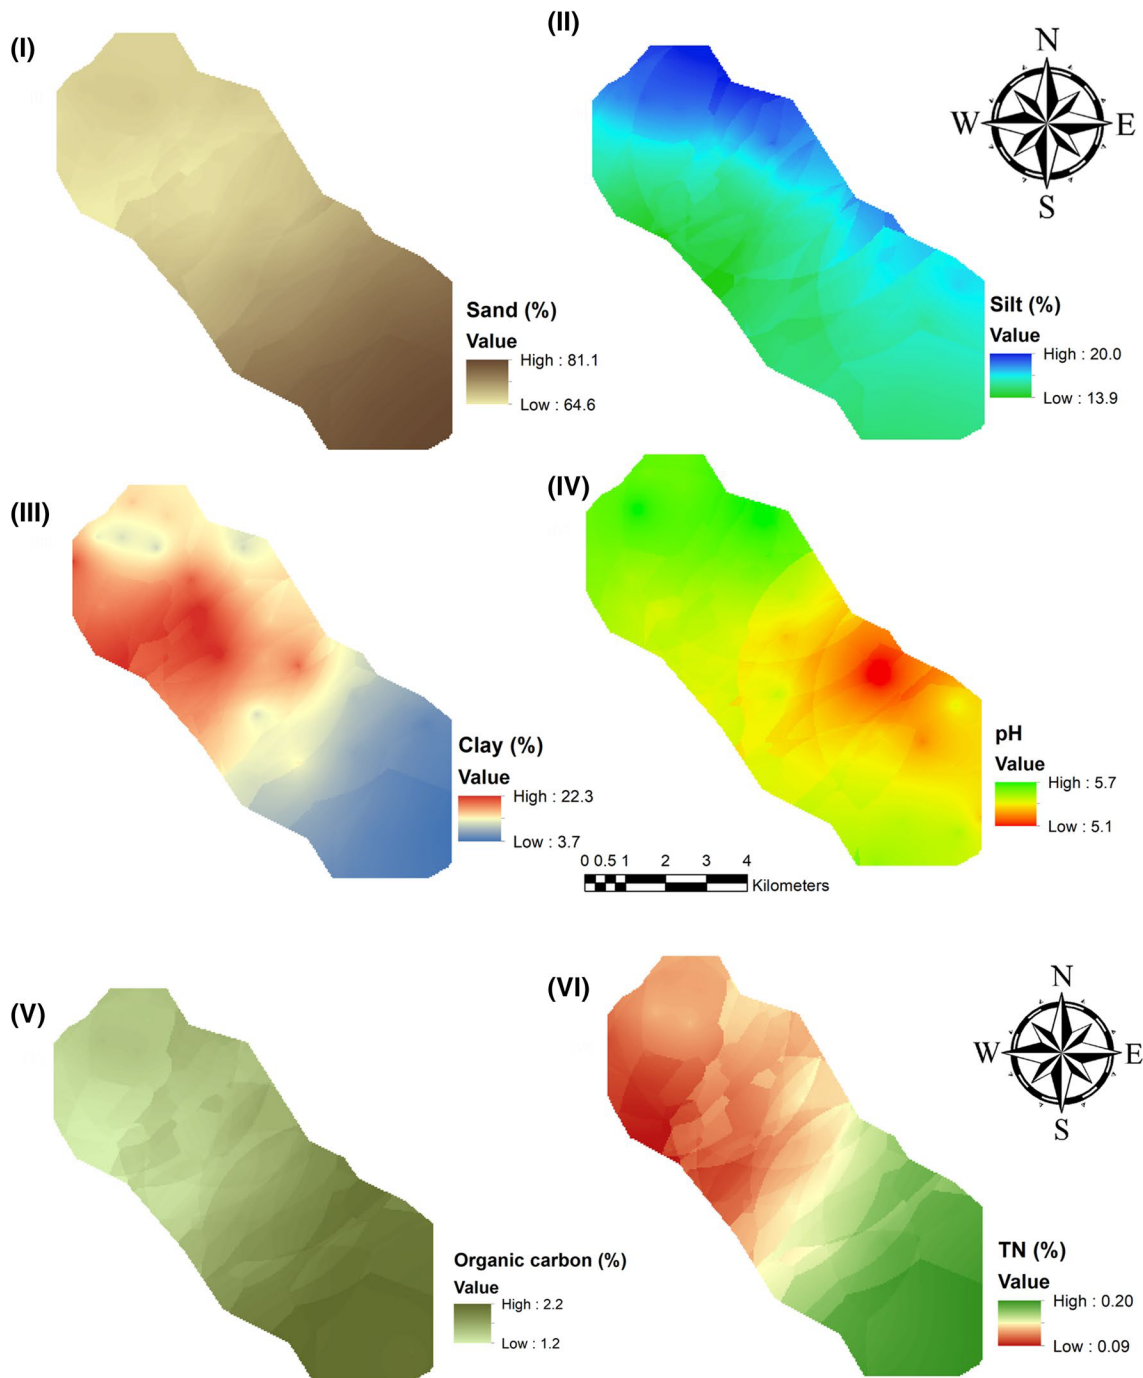 (I)
(II)
N
W
E
S
Sand (%)
Value
High : 81.1
Low : 64.6
Silt (%)
Value
High : 20.0
Low : 13.9
(III)
(IV)
Clay (%)
Value
High : 22.3
Low : 3.7
pH
Value
High : 5.7
Low : 5.1
0 0.5 1 2 3 4
Kilometers
(V)
(VI)
N
W
E
S
Organic carbon (%)
Value
High : 2.2
Low : 1.2
TN (%)
Value
High : 0.20
Low : 0.09